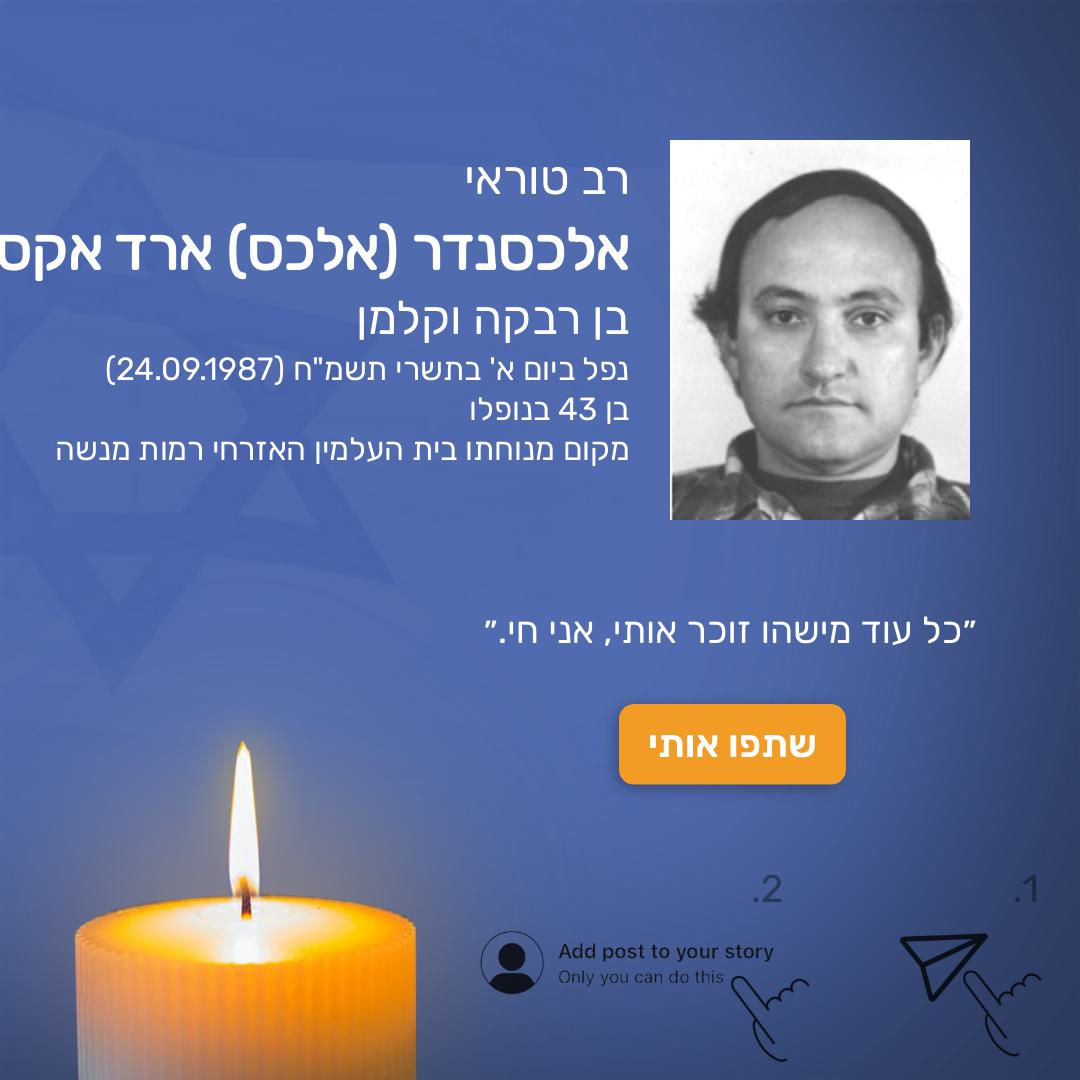 רב טוראי
אלכסנדר (אלכס) ארד
בן רבקה וקלמן
נפל ביום א' בתשרי תשמ"ח (24.09.1987)
בן 43 בנופלו
מקום מנוחתו בית העלמין האזרחי רמות מנשה
״כל עוד מישהו זוכר אותי, אני חי.״
שתפו אותי
.1
.2
Add post to your story
Only you can do this